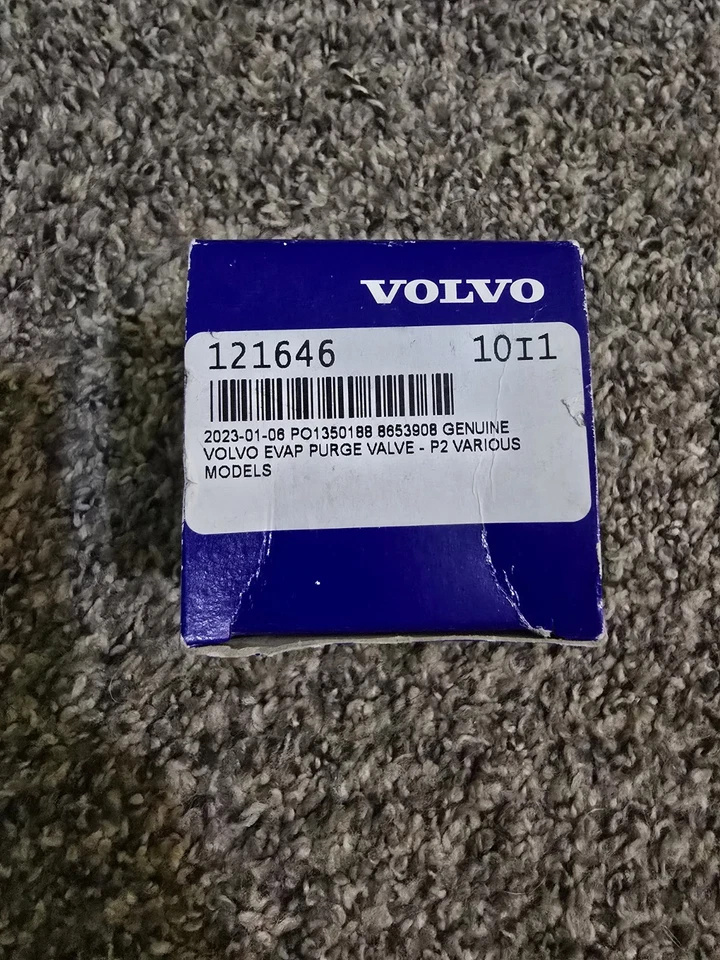 VOLVO
121646 10I1
2023-01-06 PO1350188 8653908 GENUINE
VOLVO EVAP PURGE VALVE - P2 VARIOUS
MODELS